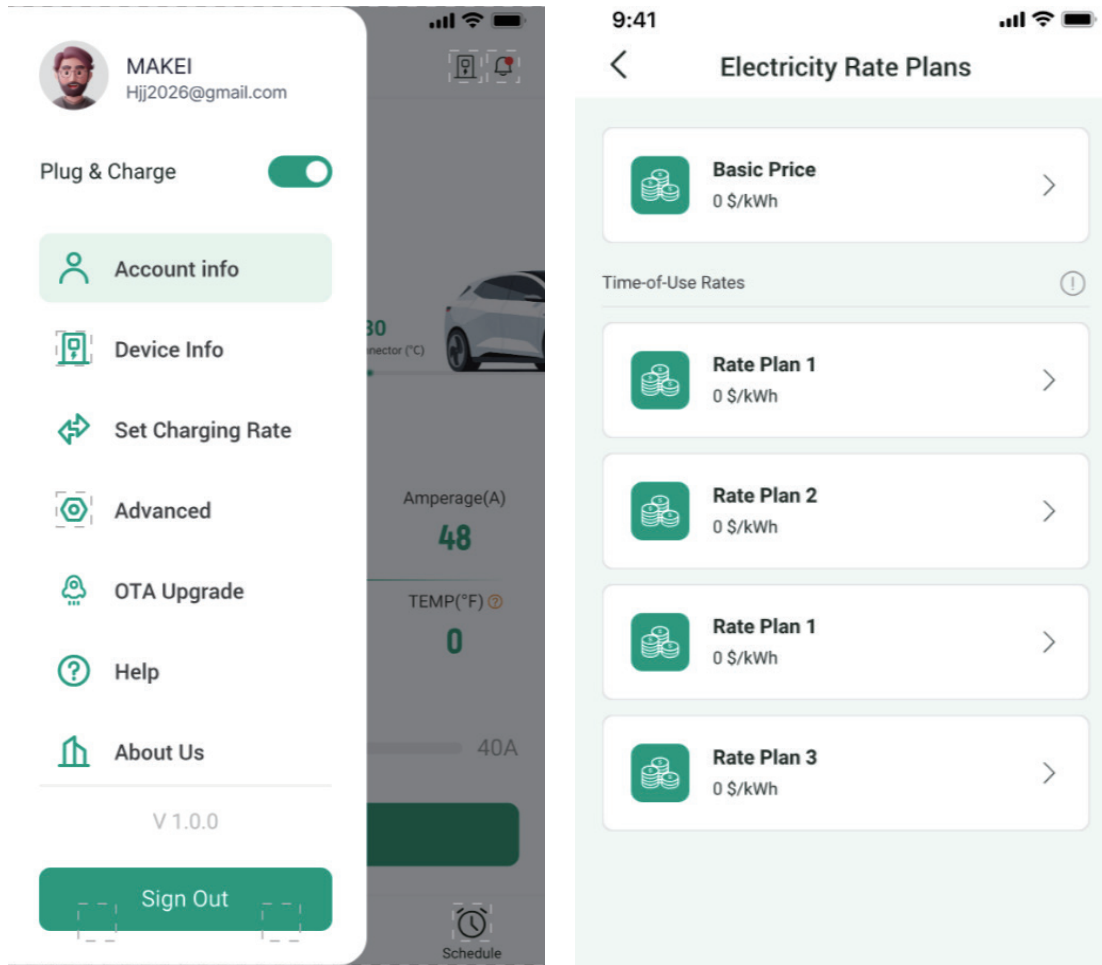 MAKEI
Hjj2026@gmail.com
Plug & Charge
Account info
Device Info
Set Charging Rate
Advanced
OTA Upgrade
Help
About Us
V 1.0.0
Sign Out
30
nnector (°C)
Amperage(A)
48
TEMP(°F)
0
40A
Schedule
9:41
Electricity Rate Plans
Basic Price
0 $/kWh
Time-of-Use Rates
Rate Plan 1
0 $/kWh
Rate Plan 2
0 $/kWh
Rate Plan 1
0 $/kWh
Rate Plan 3
0 $/kWh